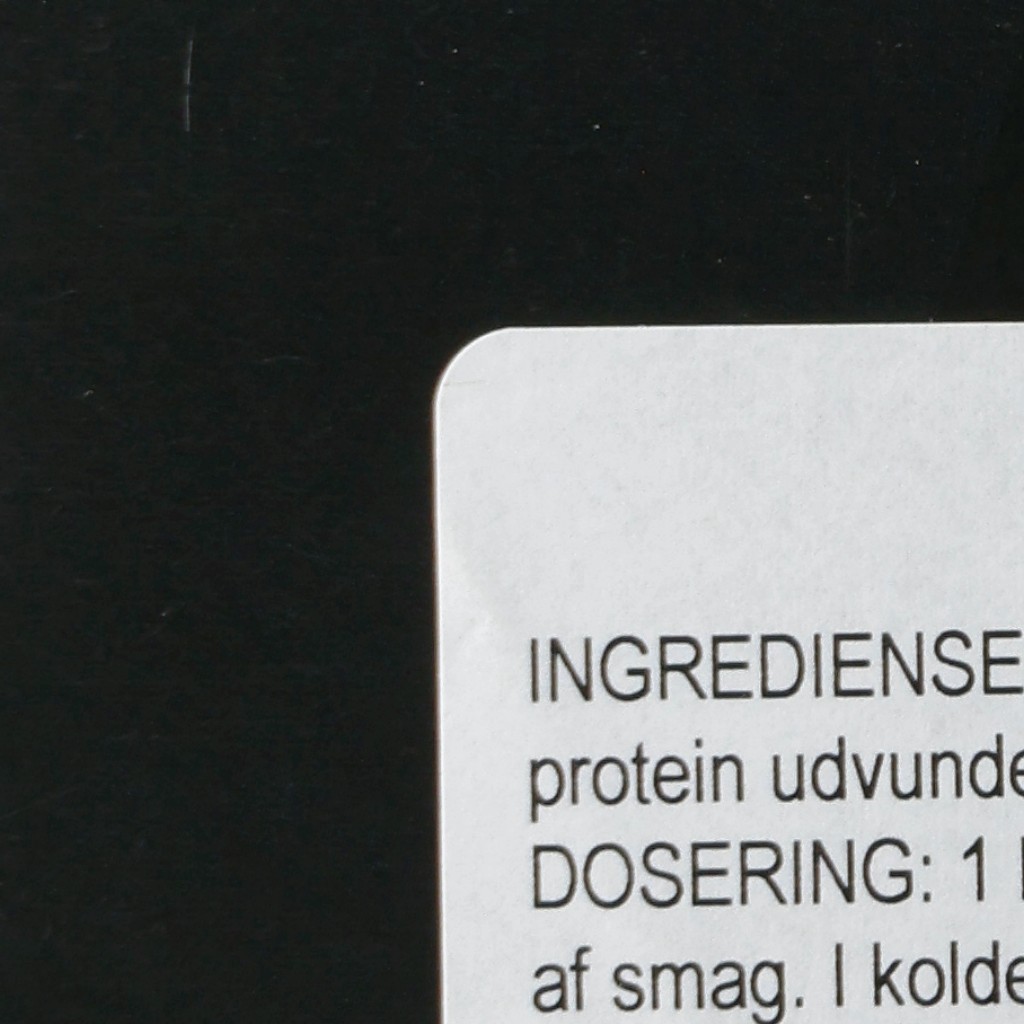 INGREDIENSE
protein udvunde
DOSERING: 1
af smag. I kolde